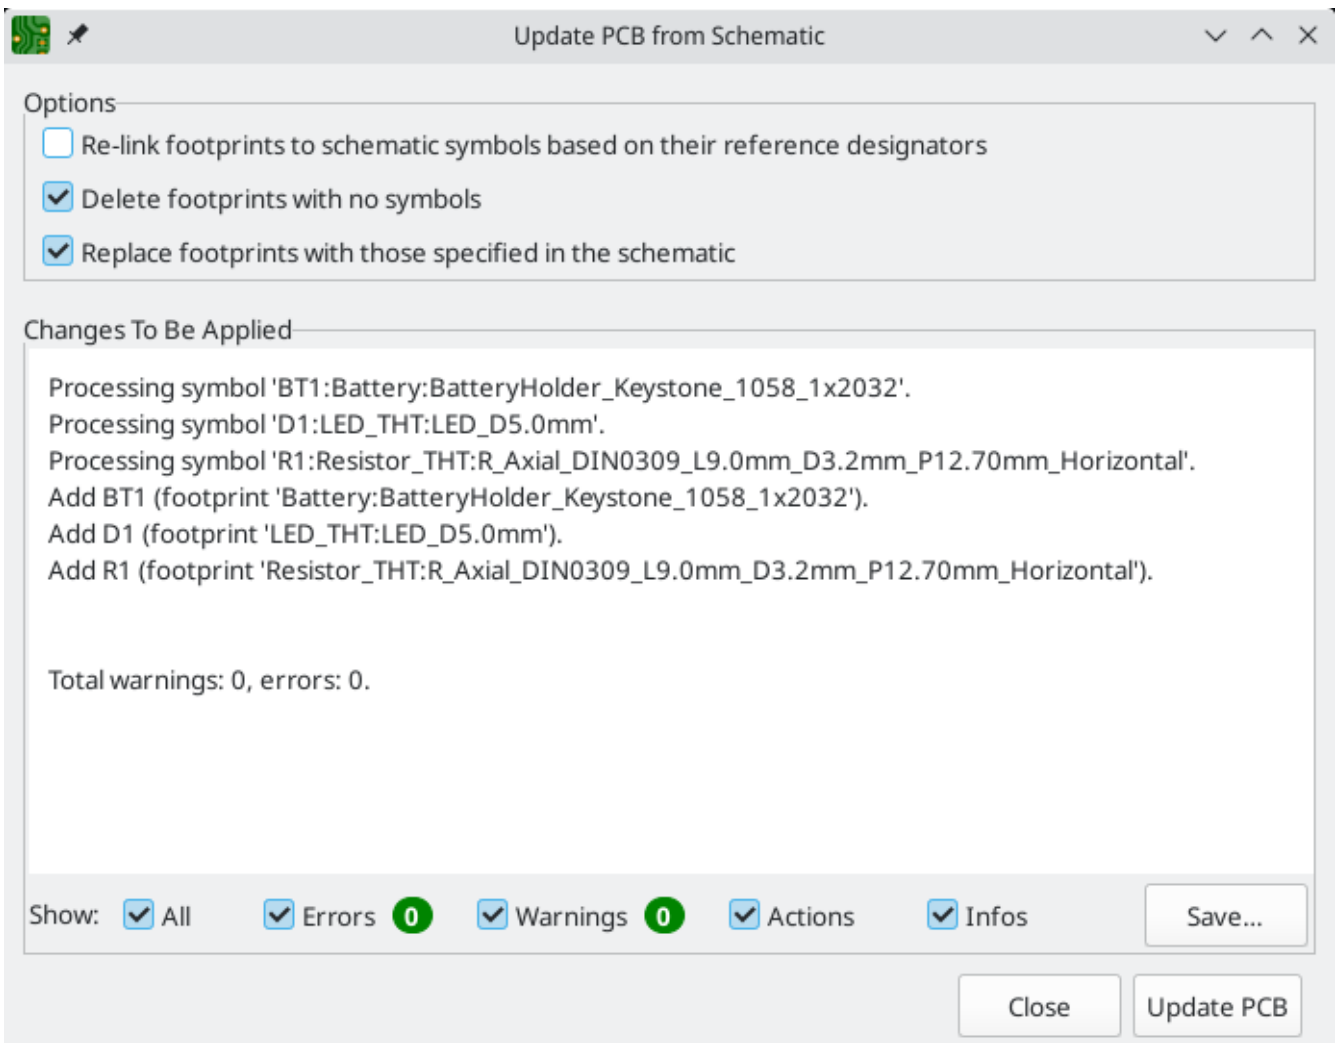 Update PCB from Schematic
Options
Re-link footprints to schematic symbols based on their reference designators
Delete footprints with no symbols
Replace footprints with those specified in the schematic
Changes To Be Applied
Processing symbol 'BT1:Battery:BatteryHolder_Keystone_1058_1x2032'.
Processing symbol 'D1:LED_THT:LED_D5.0mm'.
Processing symbol 'R1:Resistor_THT:R_Axial_DIN0309_L9.0mm_D3.2mm_P12.70mm_Horizontal'.
Add BT1 (footprint 'Battery:BatteryHolder_Keystone_1058_1x2032').
Add D1 (footprint 'LED_THT:LED_D5.0mm').
Add R1 (footprint 'Resistor_THT:R_Axial_DIN0309_L9.0mm_D3.2mm_P12.70mm_Horizontal').
Total warnings: 0, errors: 0.
Show: All Errors 0 Warnings 0 Actions Infos Save...
Close Update PCB